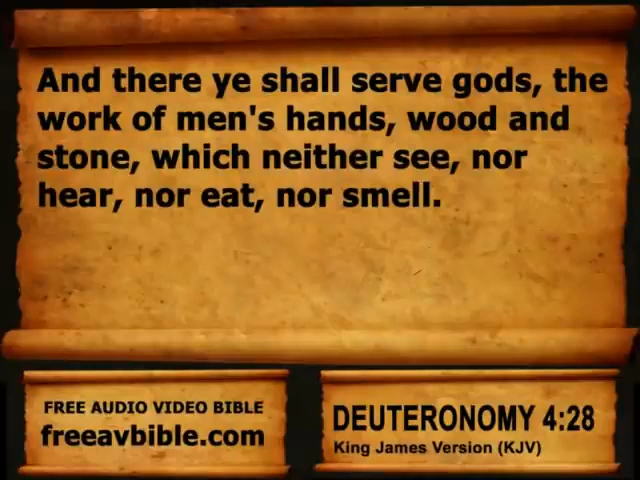 And there ye shall serve gods, the
work of men's hands, wood and
stone, which neither see, nor
hear, nor eat, nor smell.
FREE AUDIO VIDEO BIBLE
freeavbible.com
DEUTERONOMY 4:28
King James Version (KJV)